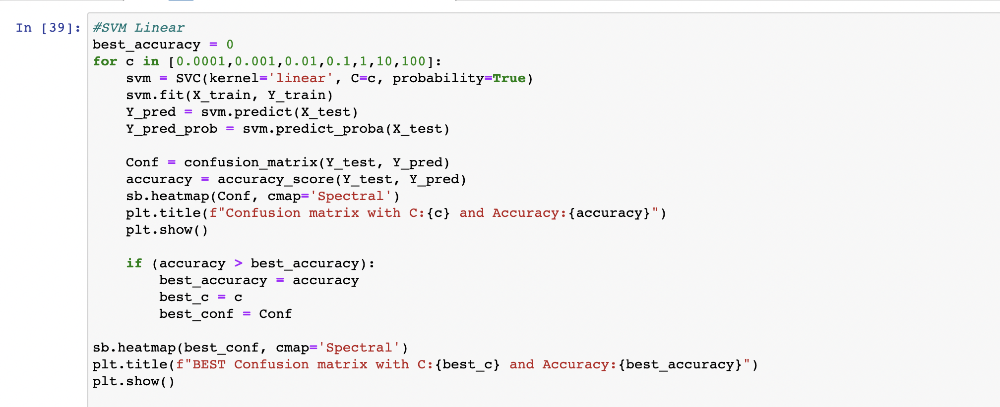 In [39]: #SVM Linear
best_accuracy = 0
for c in [0.0001,0.001,0.01,0.1,1,10,100]:
    svm = SVC(kernel='linear', C=c, probability=True)
    svm.fit(X_train, Y_train)
    Y_pred = svm.predict(X_test)
    Y_pred_prob = svm.predict_proba(X_test)

    Conf = confusion_matrix(Y_test, Y_pred)
    accuracy = accuracy_score(Y_test, Y_pred)
    sb.heatmap(Conf, cmap='Spectral')
    plt.title(f"Confusion matrix with C:{c} and Accuracy:{accuracy}")
    plt.show()

    if (accuracy > best_accuracy):
        best_accuracy = accuracy
        best_c = c
        best_conf = Conf

sb.heatmap(best_conf, cmap='Spectral')
plt.title(f"BEST Confusion matrix with C:{best_c} and Accuracy:{best_accuracy}")
plt.show()